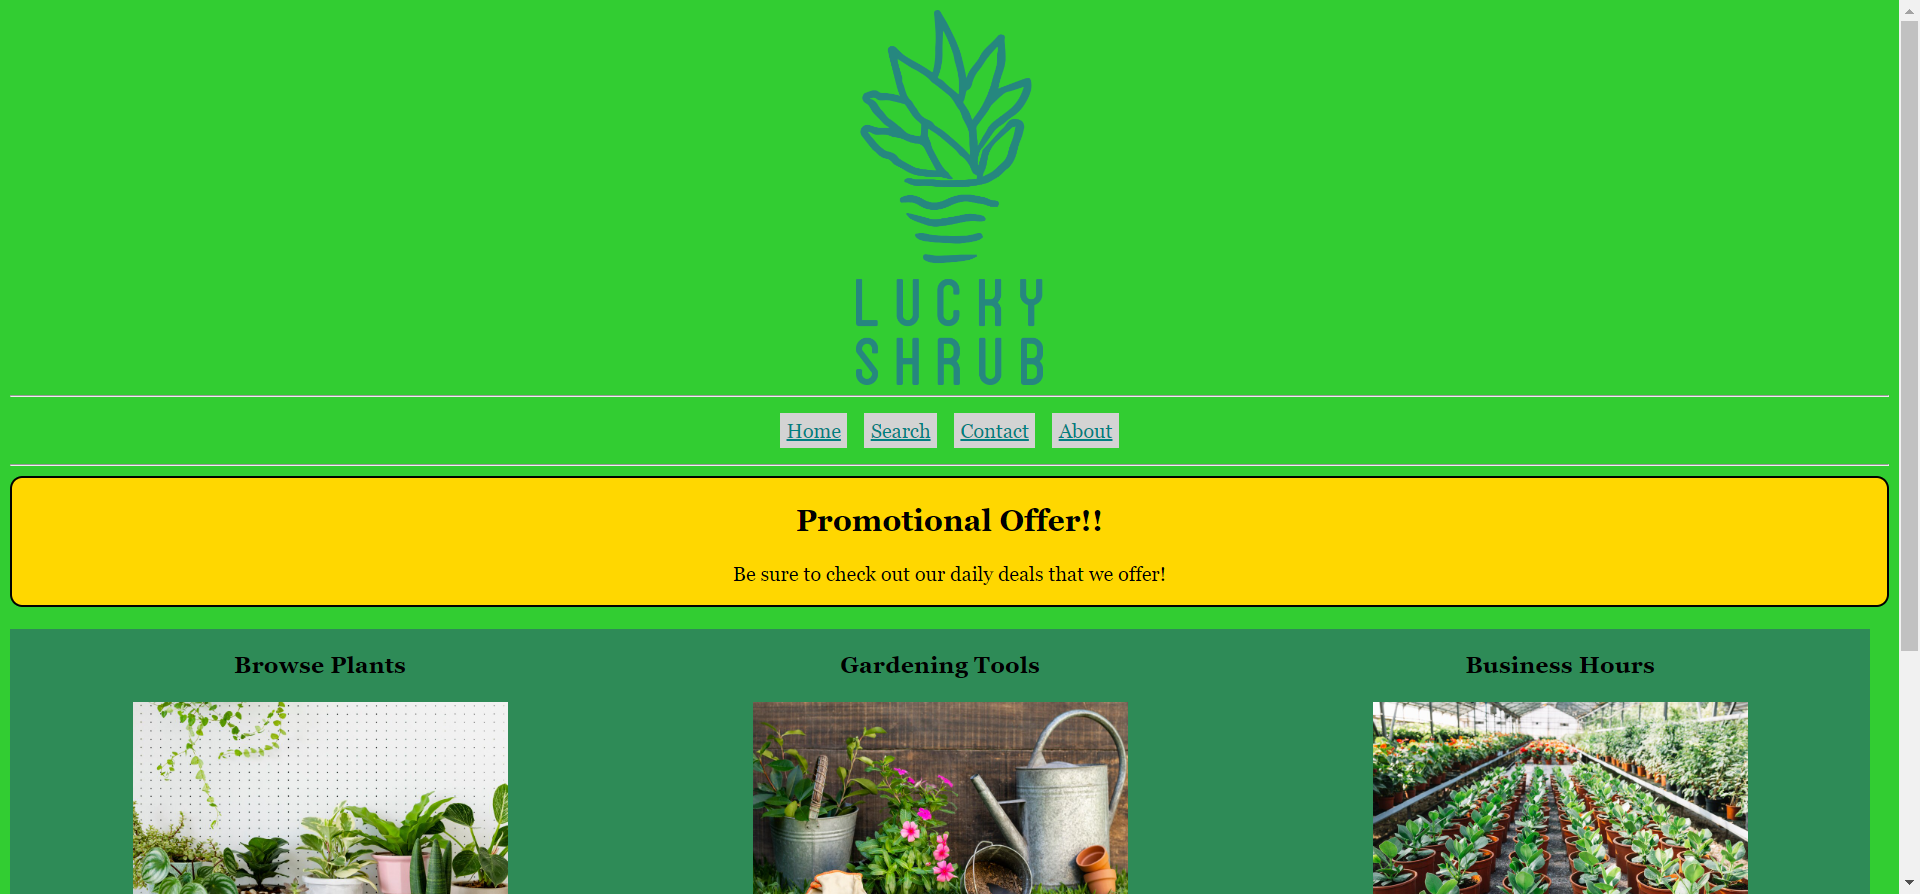 LUCKY
SHRUB
Home Search Contact About
Promotional Offer!!
Be sure to check out our daily deals that we offer!
Browse Plants Gardening Tools Business Hours